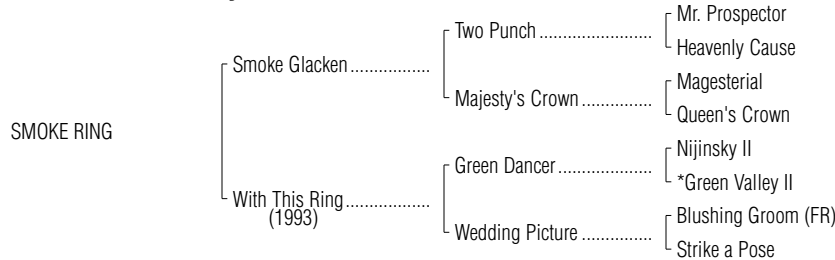 Mr. Prospector
Two Punch ........................
Heavenly Cause
Smoke Glacken .................
Magesterial
Majesty's Crown ...............
Queen's Crown
SMOKE RING
Nijinsky II
Green Dancer ....................
*Green Valley II
With This Ring ..................
(1993)
Blushing Groom (FR)
Wedding Picture ...............
Strike a Pose